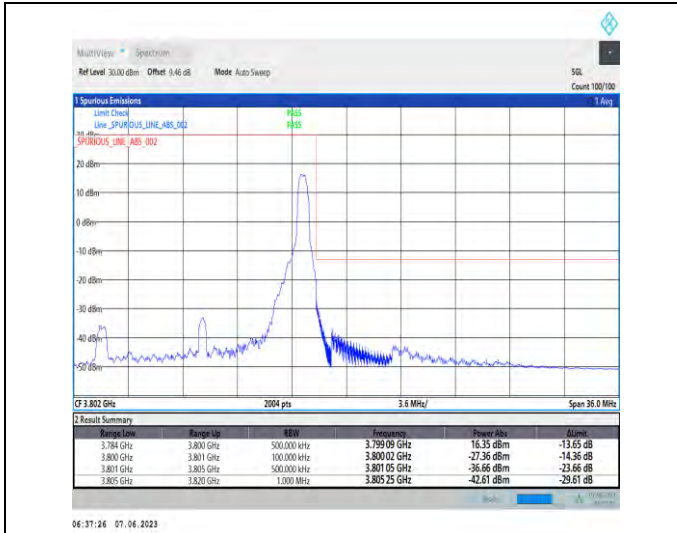 MultiView Spectrum
Ref Level 30.00 dBm Offset 9.46 dB Mode Auto Sweep SGL
Count 100/100
1 Spurious Emissions 1 Avg
Limit Check PASS
Line _SPURIOUS_LINE_ABS_002 PASS
30 dBm
_SPURIOUS_LINE_ABS_002
20 dBm
10 dBm
0 dBm
-10 dBm
-20 dBm
-30 dBm
-40 dBm
-50 dBm
CF 3.802 GHz 2004 pts 3.6 MHz/ Span 36.0 MHz
2 Result Summary
Range Low Range Up RBW Frequency Power Abs ΔLimit
3.784 GHz 3.800 GHz 500.000 kHz 3.799 09 GHz 16.35 dBm -13.65 dB
3.800 GHz 3.801 GHz 100.000 kHz 3.800 02 GHz -27.36 dBm -14.36 dB
3.801 GHz 3.805 GHz 500.000 kHz 3.801 05 GHz -36.66 dBm -23.66 dB
3.805 GHz 3.820 GHz 1.000 MHz 3.805 25 GHz -42.61 dBm -29.61 dB
06:37:26 07.06.2023